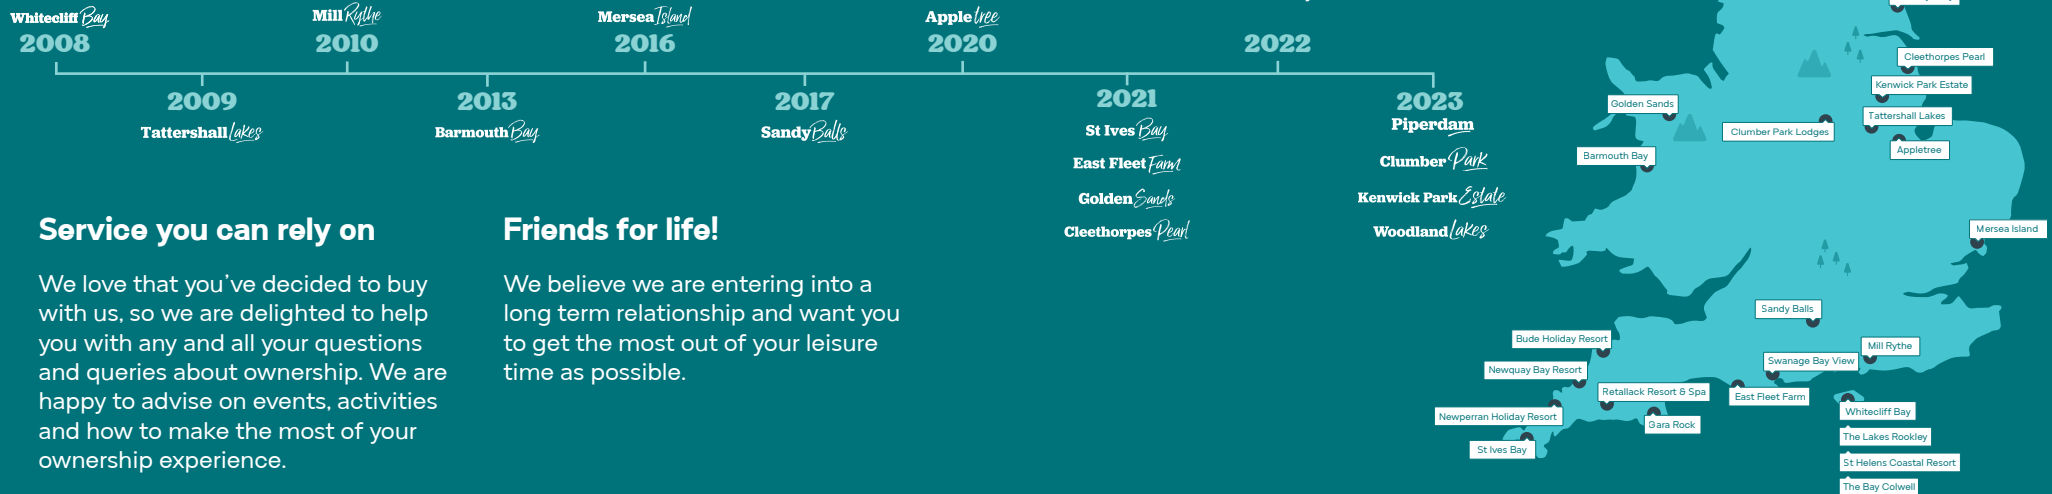 Whitecliff Bay
2008
Mill Rythe
2010
Mersea Island
2016
Appletree
2020
2022
2009
Tattershall Lakes
2013
Barmouth Bay
2017
Sandy Balls
2021
St Ives Bay
East Fleet Farm
Golden Sands
Cleethorpes Pearl
2023
Piperdam
Clumber Park
Kenwick Park Estate
Woodland Lakes
Service you can rely on
We love that you've decided to buy
with us, so we are delighted to help
you with any and all your questions
and queries about ownership. We are
happy to advise on events, activities
and how to make the most of your
ownership experience.
Friends for life!
We believe we are entering into a
long term relationship and want you
to get the most out of your leisure
time as possible.
Cleethorpes Pearl
Kenwick Park Estate
Golden Sands
Tattershall Lakes
Clumber Park Lodges
Appletree
Barmouth Bay
Mersea Island
Sandy Balls
Bude Holiday Resort
Mill Rythe
Swanage Bay View
Newquay Bay Resort
Retallack Resort & Spa
East Fleet Farm
Newperran Holiday Resort
Whitecliff Bay
Gara Rock
The Lakes Rookley
St Ives Bay
St Helens Coastal Resort
The Bay Colwell